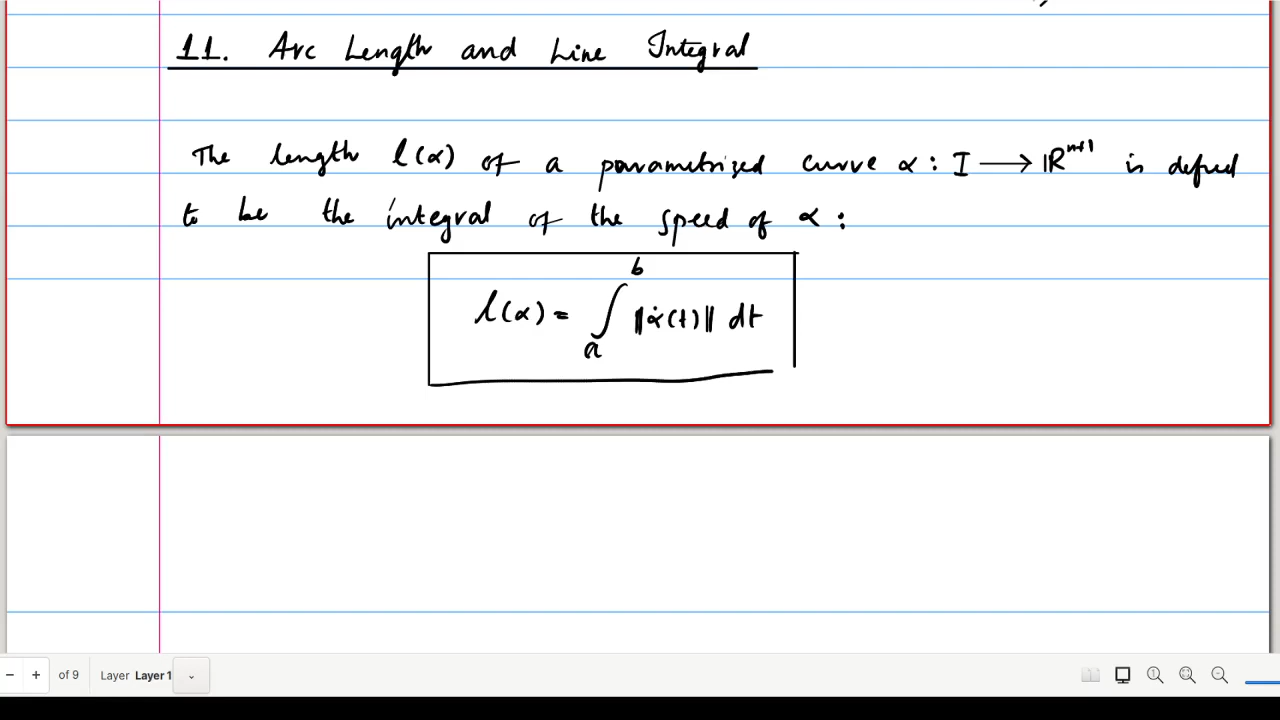 11. Arc Length and Line Integral
The length l(α) of a parametrized curve α : I ⟶ ℝⁿ⁺¹ is defined
to be the integral of the speed of α :
b
l(α) = ∫ ‖α̇(t)‖ dt
a
of 9 Layer Layer 1